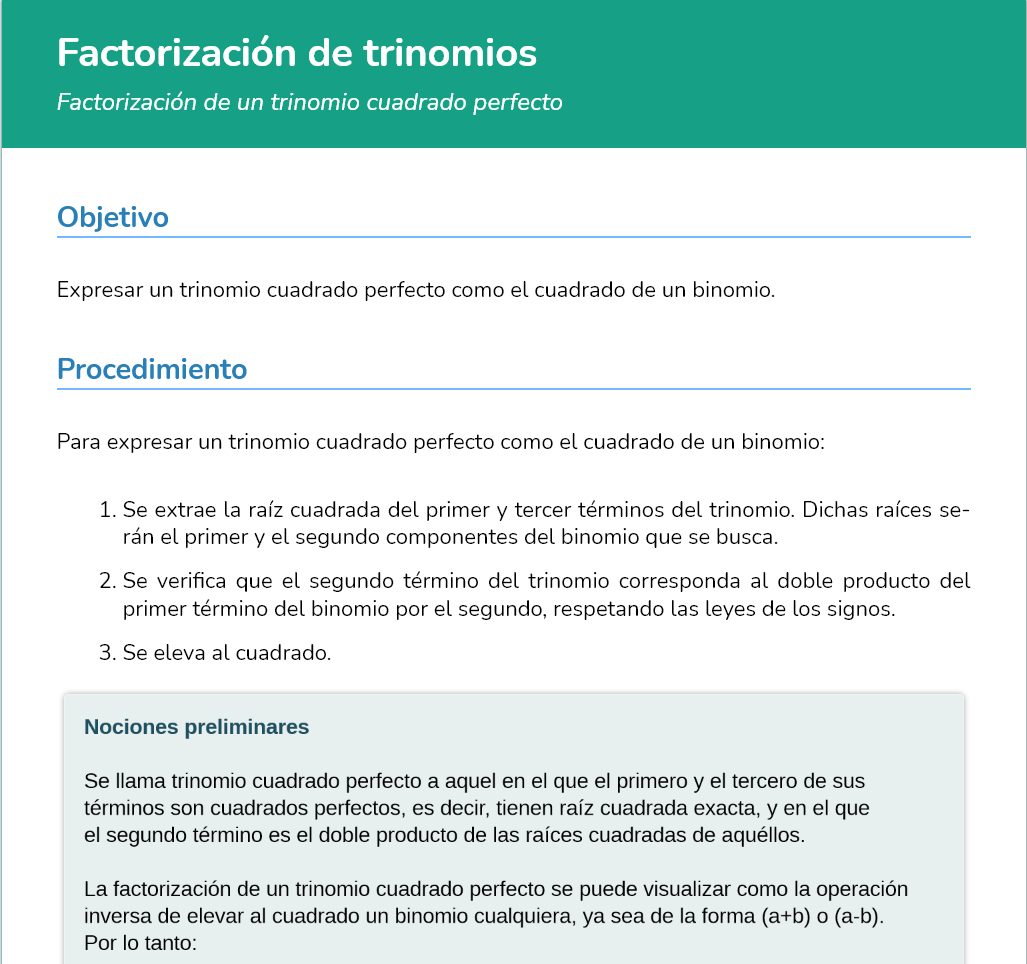 Factorización de trinomios
Factorización de un trinomio cuadrado perfecto
Objetivo
Expresar un trinomio cuadrado perfecto como el cuadrado de un binomio.
Procedimiento
Para expresar un trinomio cuadrado perfecto como el cuadrado de un binomio:
1. Se extrae la raíz cuadrada del primer y tercer términos del trinomio. Dichas raíces se-
rán el primer y el segundo componentes del binomio que se busca.
2. Se verifica que el segundo término del trinomio corresponda al doble producto del
primer término del binomio por el segundo, respetando las leyes de los signos.
3. Se eleva al cuadrado.
Nociones preliminares
Se llama trinomio cuadrado perfecto a aquel en el que el primero y el tercero de sus
términos son cuadrados perfectos, es decir, tienen raíz cuadrada exacta, y en el que
el segundo término es el doble producto de las raíces cuadradas de aquéllos.
La factorización de un trinomio cuadrado perfecto se puede visualizar como la operación
inversa de elevar al cuadrado un binomio cualquiera, ya sea de la forma (a+b) o (a-b).
Por lo tanto: